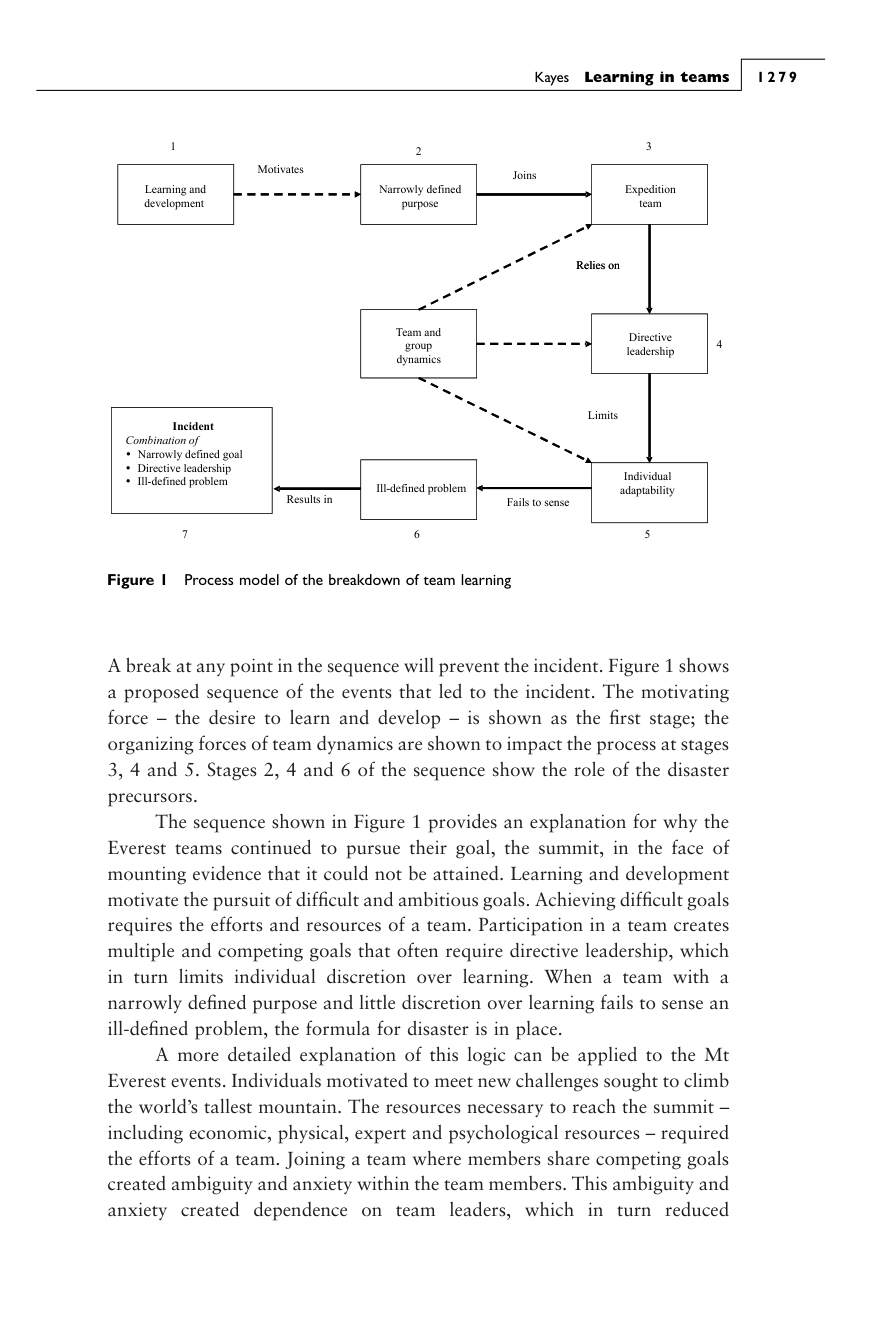 Kayes Learning in teams 1279
1
2
3
Motivates
Joins
Learning and
development
Narrowly defined
purpose
Expedition
team
Relies on
Team and
group
dynamics
Directive
leadership
4
Limits
Incident
Combination of
• Narrowly defined goal
• Directive leadership
• Ill-defined problem
Results in
Ill-defined problem
Fails to sense
Individual
adaptability
7
6
5
Figure 1 Process model of the breakdown of team learning
A break at any point in the sequence will prevent the incident. Figure 1 shows
a proposed sequence of the events that led to the incident. The motivating
force – the desire to learn and develop – is shown as the first stage; the
organizing forces of team dynamics are shown to impact the process at stages
3, 4 and 5. Stages 2, 4 and 6 of the sequence show the role of the disaster
precursors.
The sequence shown in Figure 1 provides an explanation for why the
Everest teams continued to pursue their goal, the summit, in the face of
mounting evidence that it could not be attained. Learning and development
motivate the pursuit of difficult and ambitious goals. Achieving difficult goals
requires the efforts and resources of a team. Participation in a team creates
multiple and competing goals that often require directive leadership, which
in turn limits individual discretion over learning. When a team with a
narrowly defined purpose and little discretion over learning fails to sense an
ill-defined problem, the formula for disaster is in place.
A more detailed explanation of this logic can be applied to the Mt
Everest events. Individuals motivated to meet new challenges sought to climb
the world's tallest mountain. The resources necessary to reach the summit –
including economic, physical, expert and psychological resources – required
the efforts of a team. Joining a team where members share competing goals
created ambiguity and anxiety within the team members. This ambiguity and
anxiety created dependence on team leaders, which in turn reduced